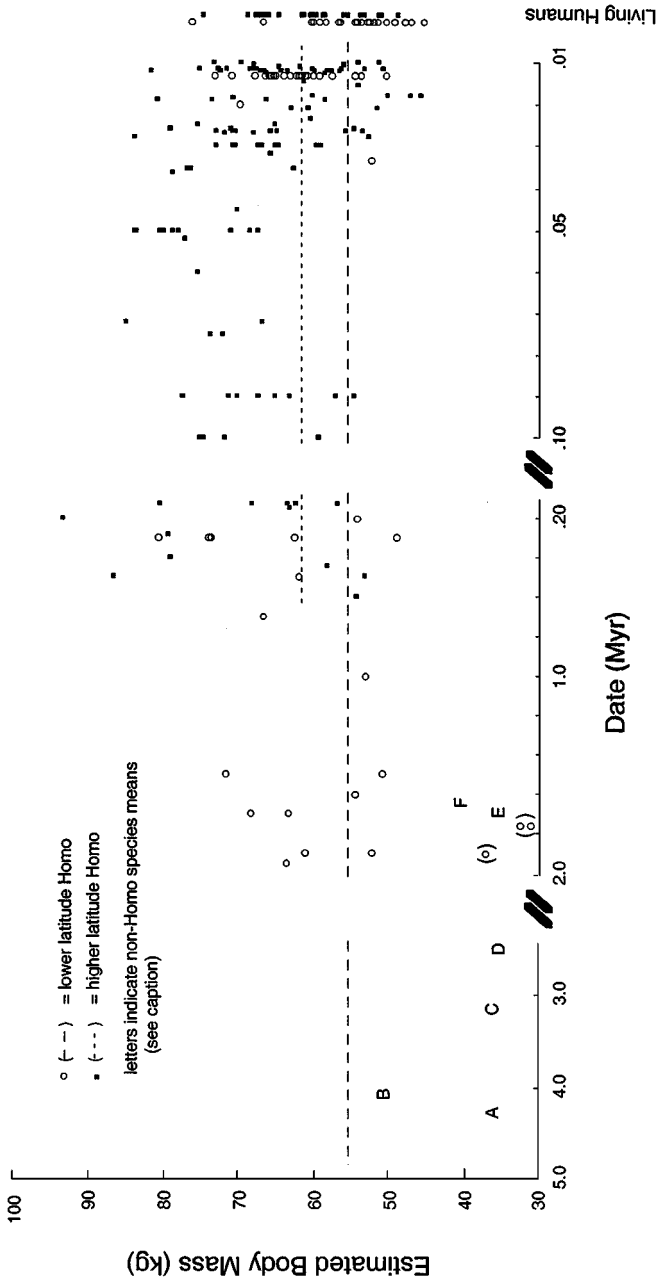 100
90
80
70
60
50
40
30
Estimated Body Mass (kg)
○ (– –) = lower latitude Homo
▪ (- - -) = higher latitude Homo
letters indicate non-Homo species means
(see caption)
A
B
C
D
E
F
5.0
4.0
3.0
2.0
1.0
.20
.10
.05
.01
Living Humans
Date (Myr)